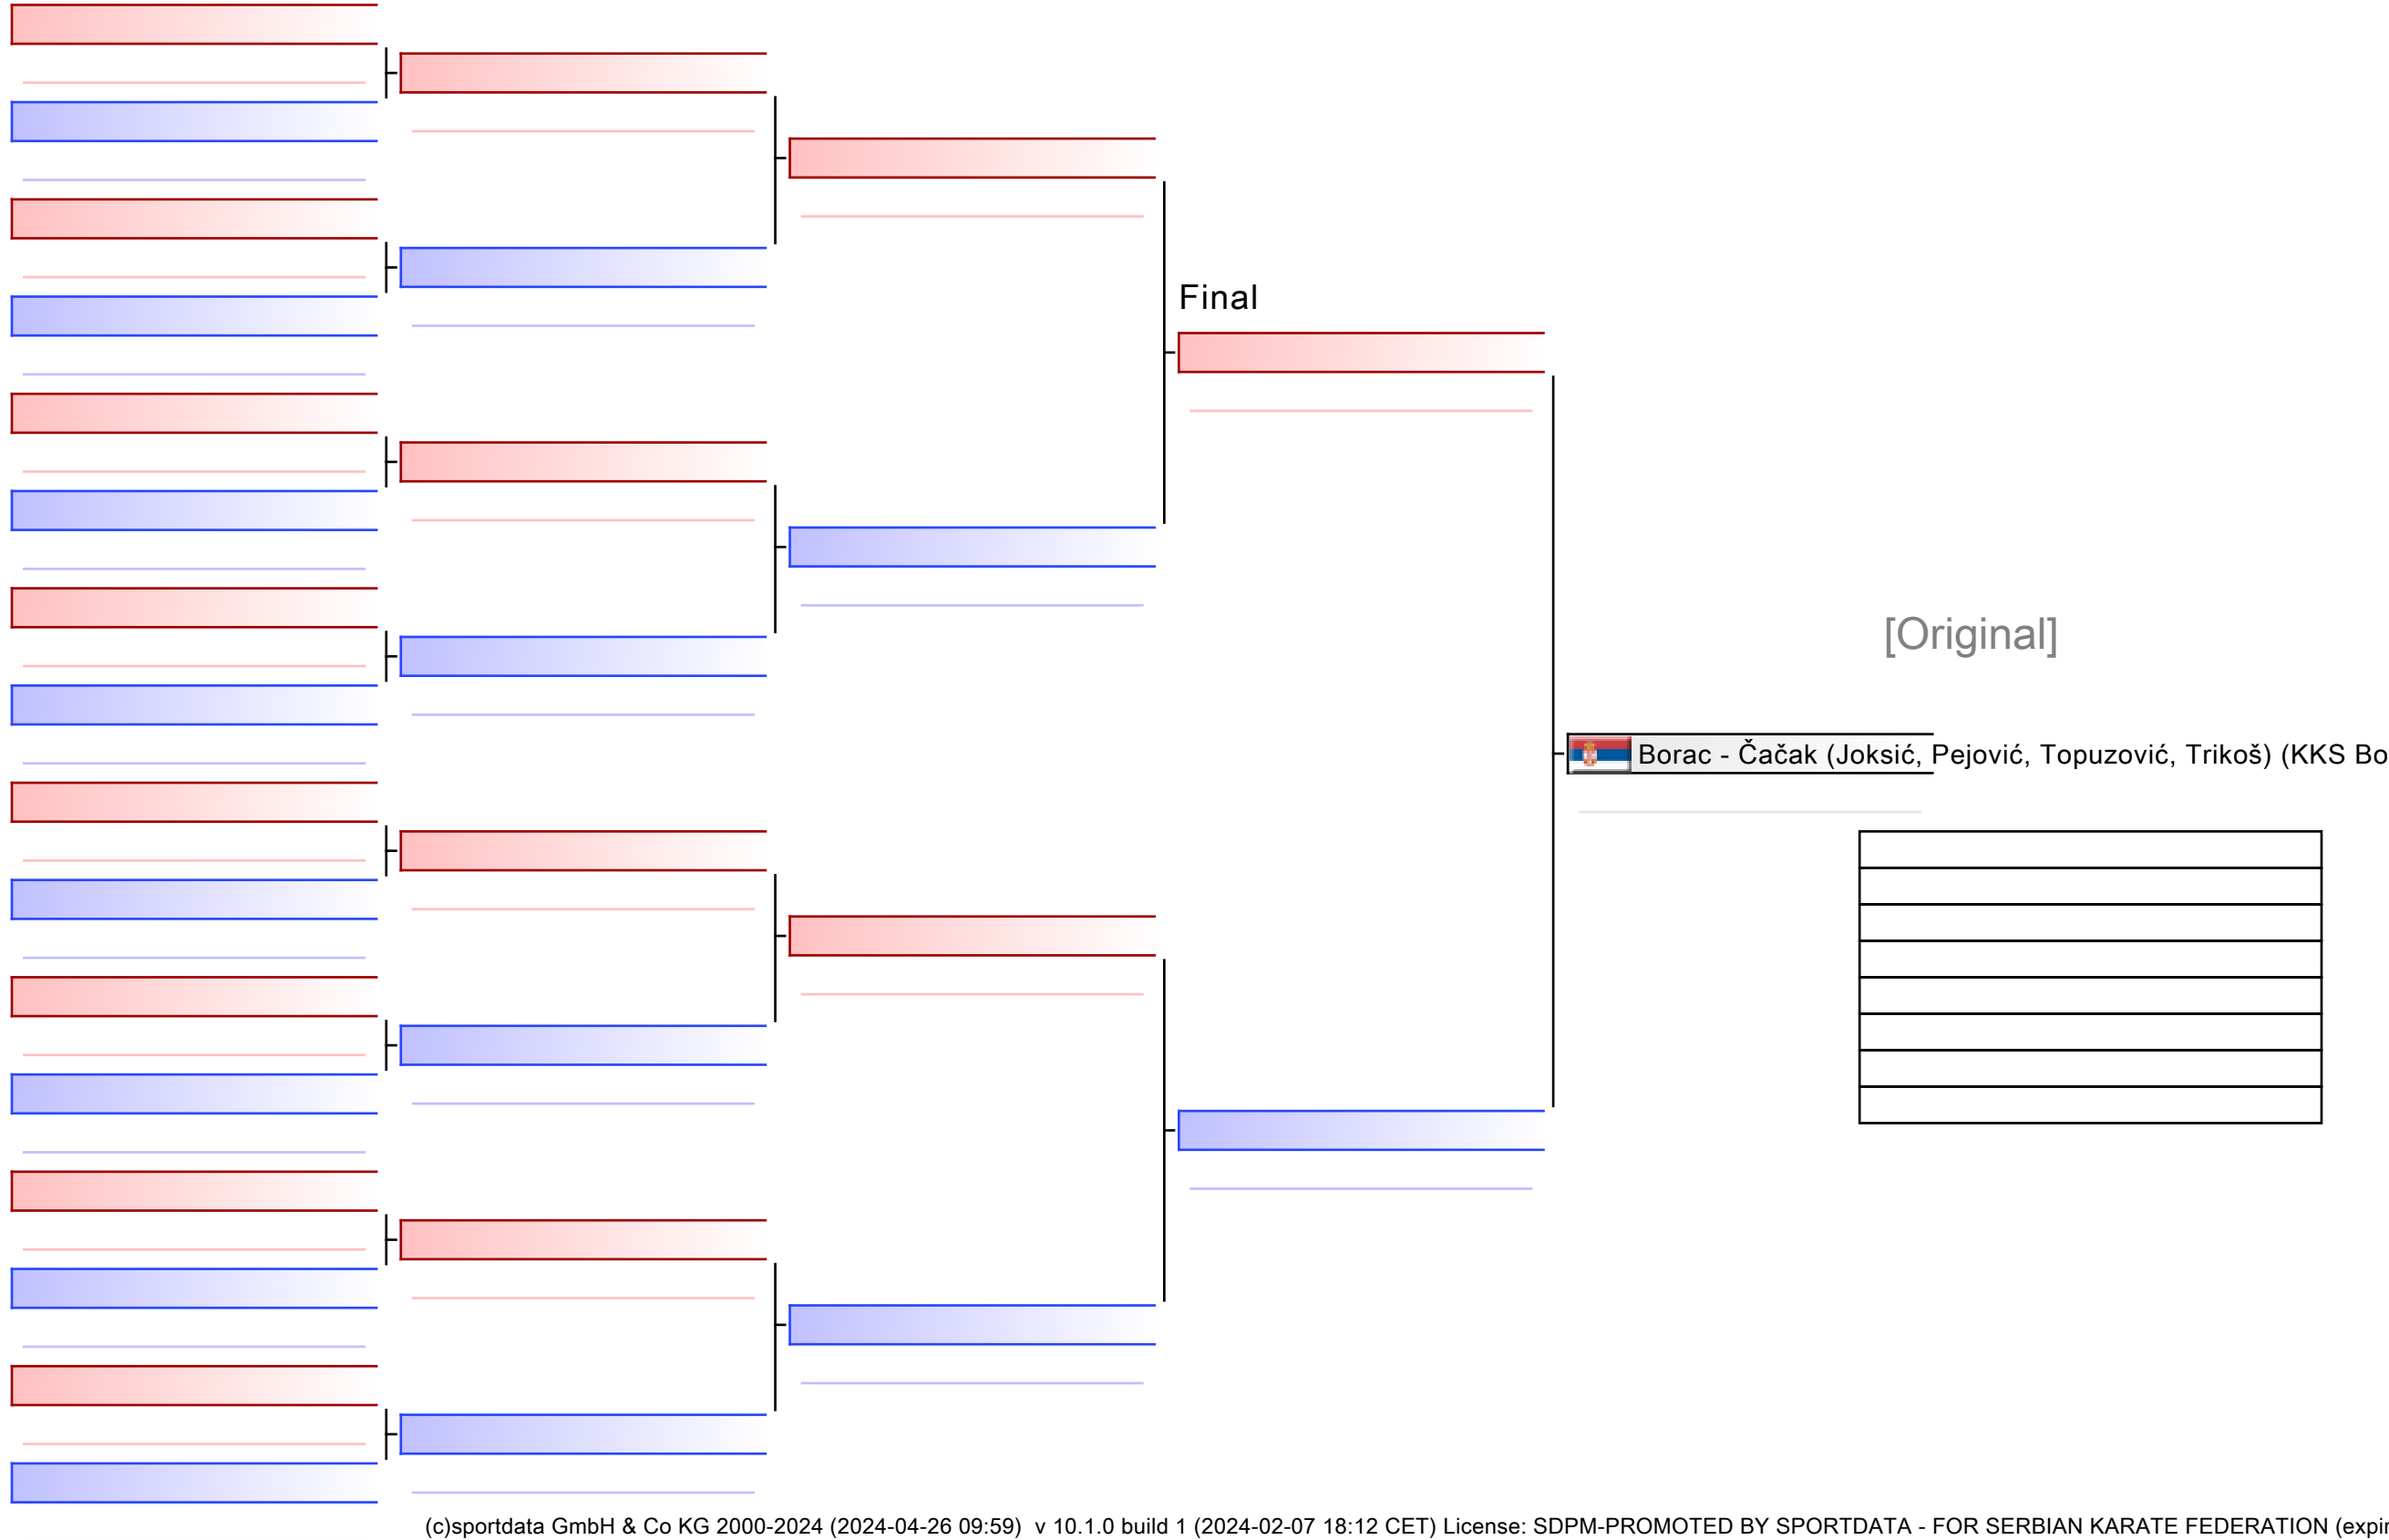 Final
[Original]
Borac - Čačak (Joksić, Pejović, Topuzović, Trikoš) (KKS Bo
(c)sportdata GmbH & Co KG 2000-2024 (2024-04-26 09:59) v 10.1.0 build 1 (2024-02-07 18:12 CET) License: SDPM-PROMOTED BY SPORTDATA - FOR SERBIAN KARATE FEDERATION (expir